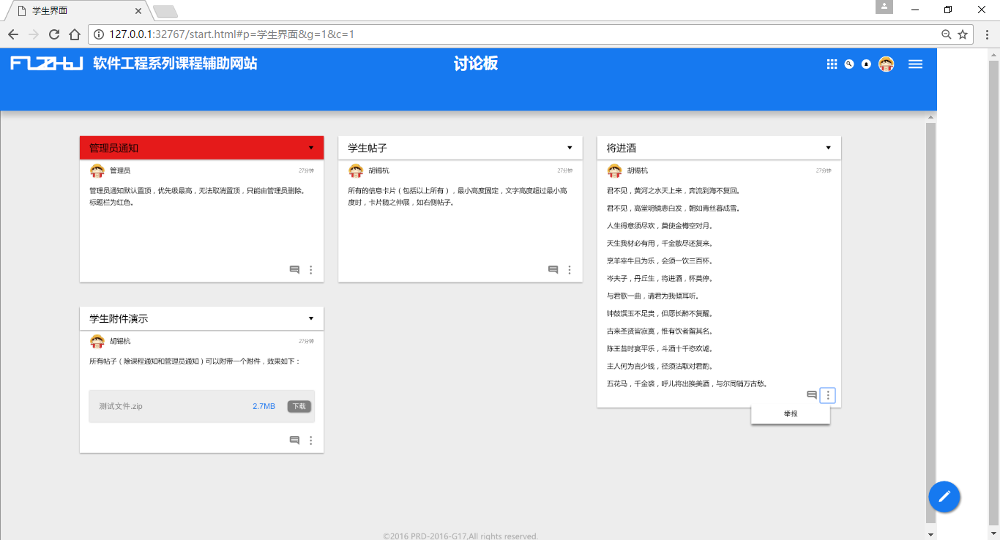 学生界面
127.0.0.1:32767/start.html#p=学生界面&g=1&c=1
软件工程系列课程辅助网站
讨论板
管理员通知
管理员
27分钟
管理员通知默认置顶，优先级最高，无法取消置顶，只能由管理员删除。
标题栏为红色。
学生帖子
胡锡杭
27分钟
所有的信息卡片（包括以上所有），最小高度固定，文字高度超过最小高
度时，卡片随之伸展，如右侧帖子。
将进酒
胡锡杭
27分钟
君不见，黄河之水天上来，奔流到海不复回。
君不见，高堂明镜悲白发，朝如青丝暮成雪。
人生得意须尽欢，莫使金樽空对月。
天生我材必有用，千金散尽还复来。
烹羊宰牛且为乐，会须一饮三百杯。
岑夫子，丹丘生，将进酒，杯莫停。
与君歌一曲，请君为我倾耳听。
钟鼓馔玉不足贵，但愿长醉不复醒。
古来圣贤皆寂寞，惟有饮者留其名。
陈王昔时宴平乐，斗酒十千恣欢谑。
主人何为言少钱，径须沽取对君酌。
五花马，千金裘，呼儿将出换美酒，与尔同销万古愁。
举报
学生附件演示
胡锡杭
27分钟
所有帖子（除课程通知和管理员通知）可以附带一个附件，效果如下：
测试文件.zip
2.7MB
下载
©2016 PRD-2016-G17,All rights reserved.